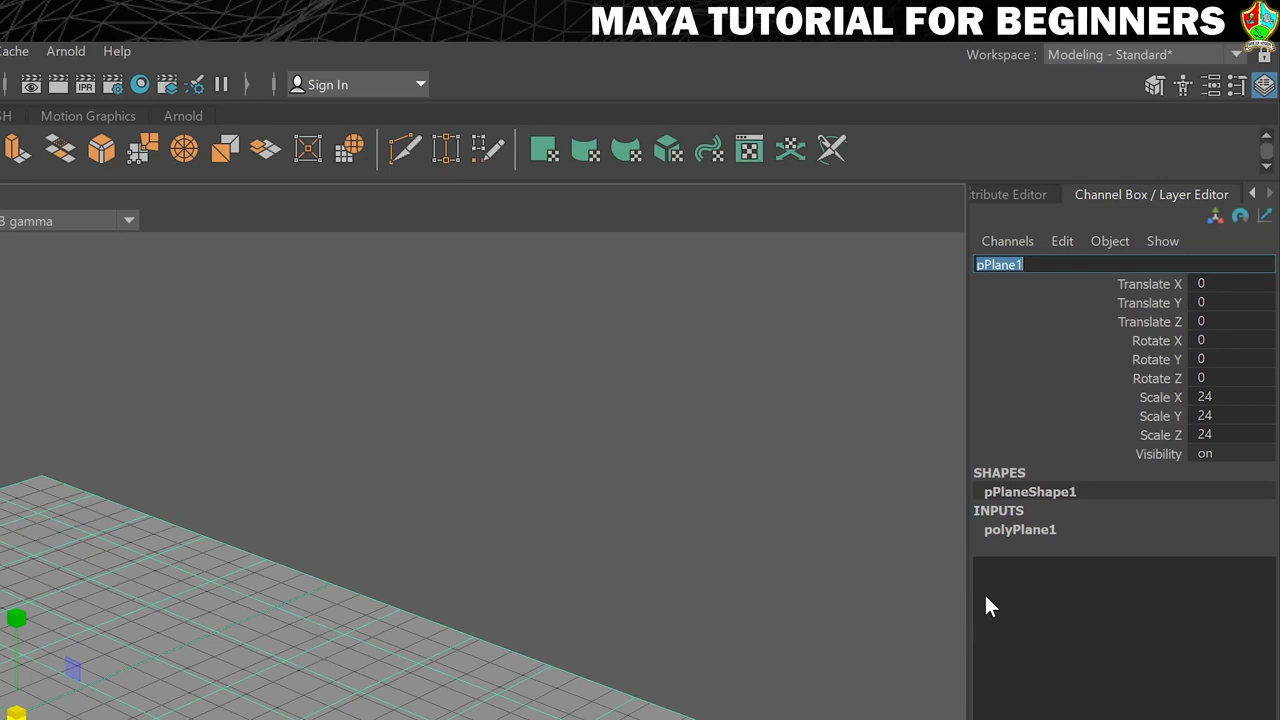 MAYA TUTORIAL FOR BEGINNERS
ache Arnold Help
Workspace : Modeling - Standard*
IPR Sign In
H Motion Graphics Arnold
tribute Editor Channel Box / Layer Editor
B gamma
Channels Edit Object Show
pPlane1
Translate X 0
Translate Y 0
Translate Z 0
Rotate X 0
Rotate Y 0
Rotate Z 0
Scale X 24
Scale Y 24
Scale Z 24
Visibility on
SHAPES
pPlaneShape1
INPUTS
polyPlane1